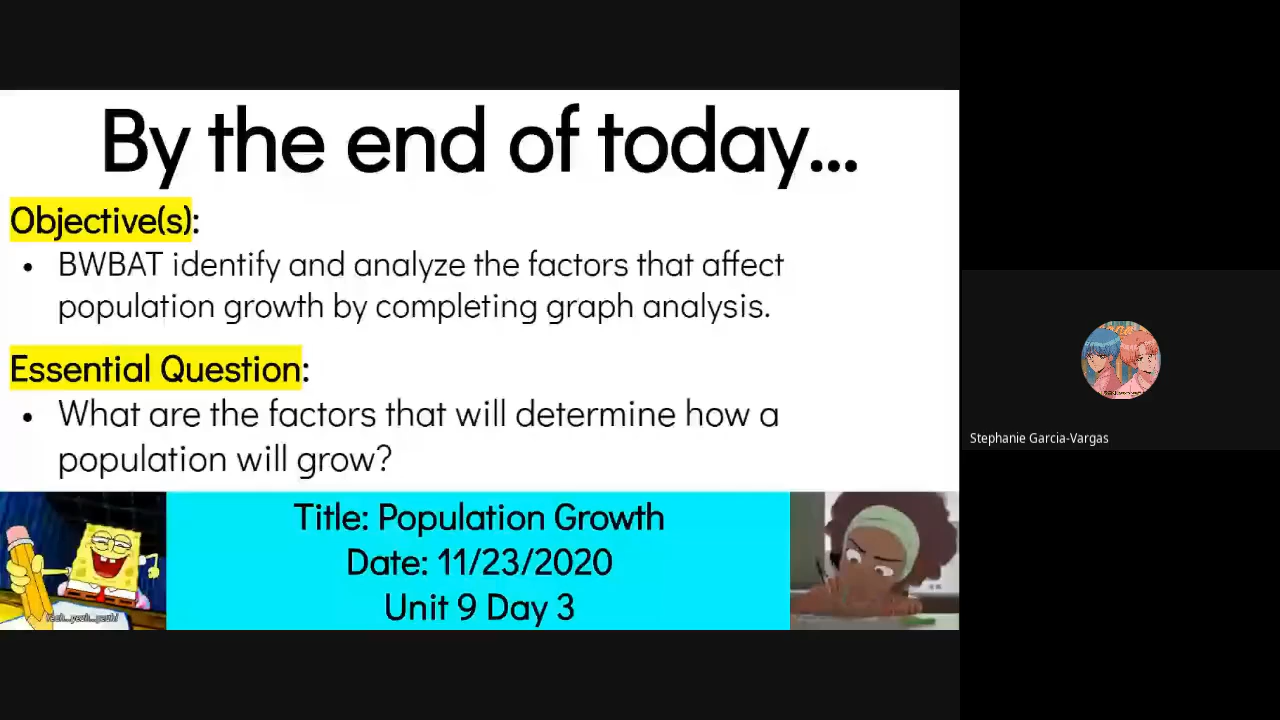 By the end of today...
Objective(s):
• BWBAT identify and analyze the factors that affect
population growth by completing graph analysis.
Essential Question:
• What are the factors that will determine how a
population will grow?
Title: Population Growth
Date: 11/23/2020
Unit 9 Day 3
Stephanie Garcia-Vargas